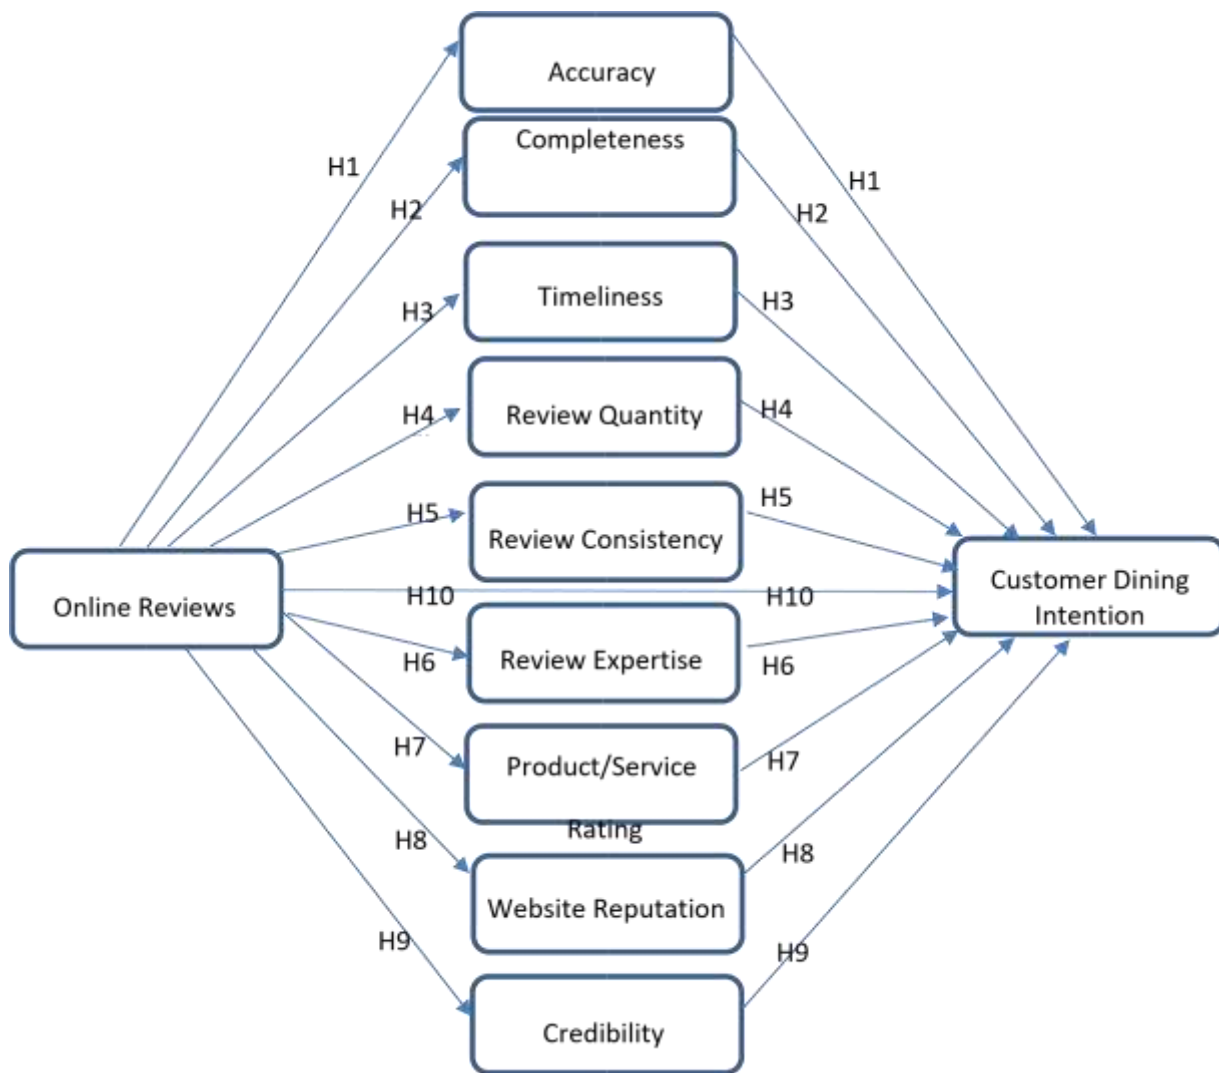 Accuracy
Completeness
H1
H1
H2
H2
Timeliness
H3
H3
Review Quantity
H4
H4
Review Consistency
H5
H5
Online Reviews
H10
H10
Customer Dining
Intention
Review Expertise
H6
H6
Product/Service
Rating
H7
H7
H8
H8
Website Reputation
H9
H9
Credibility